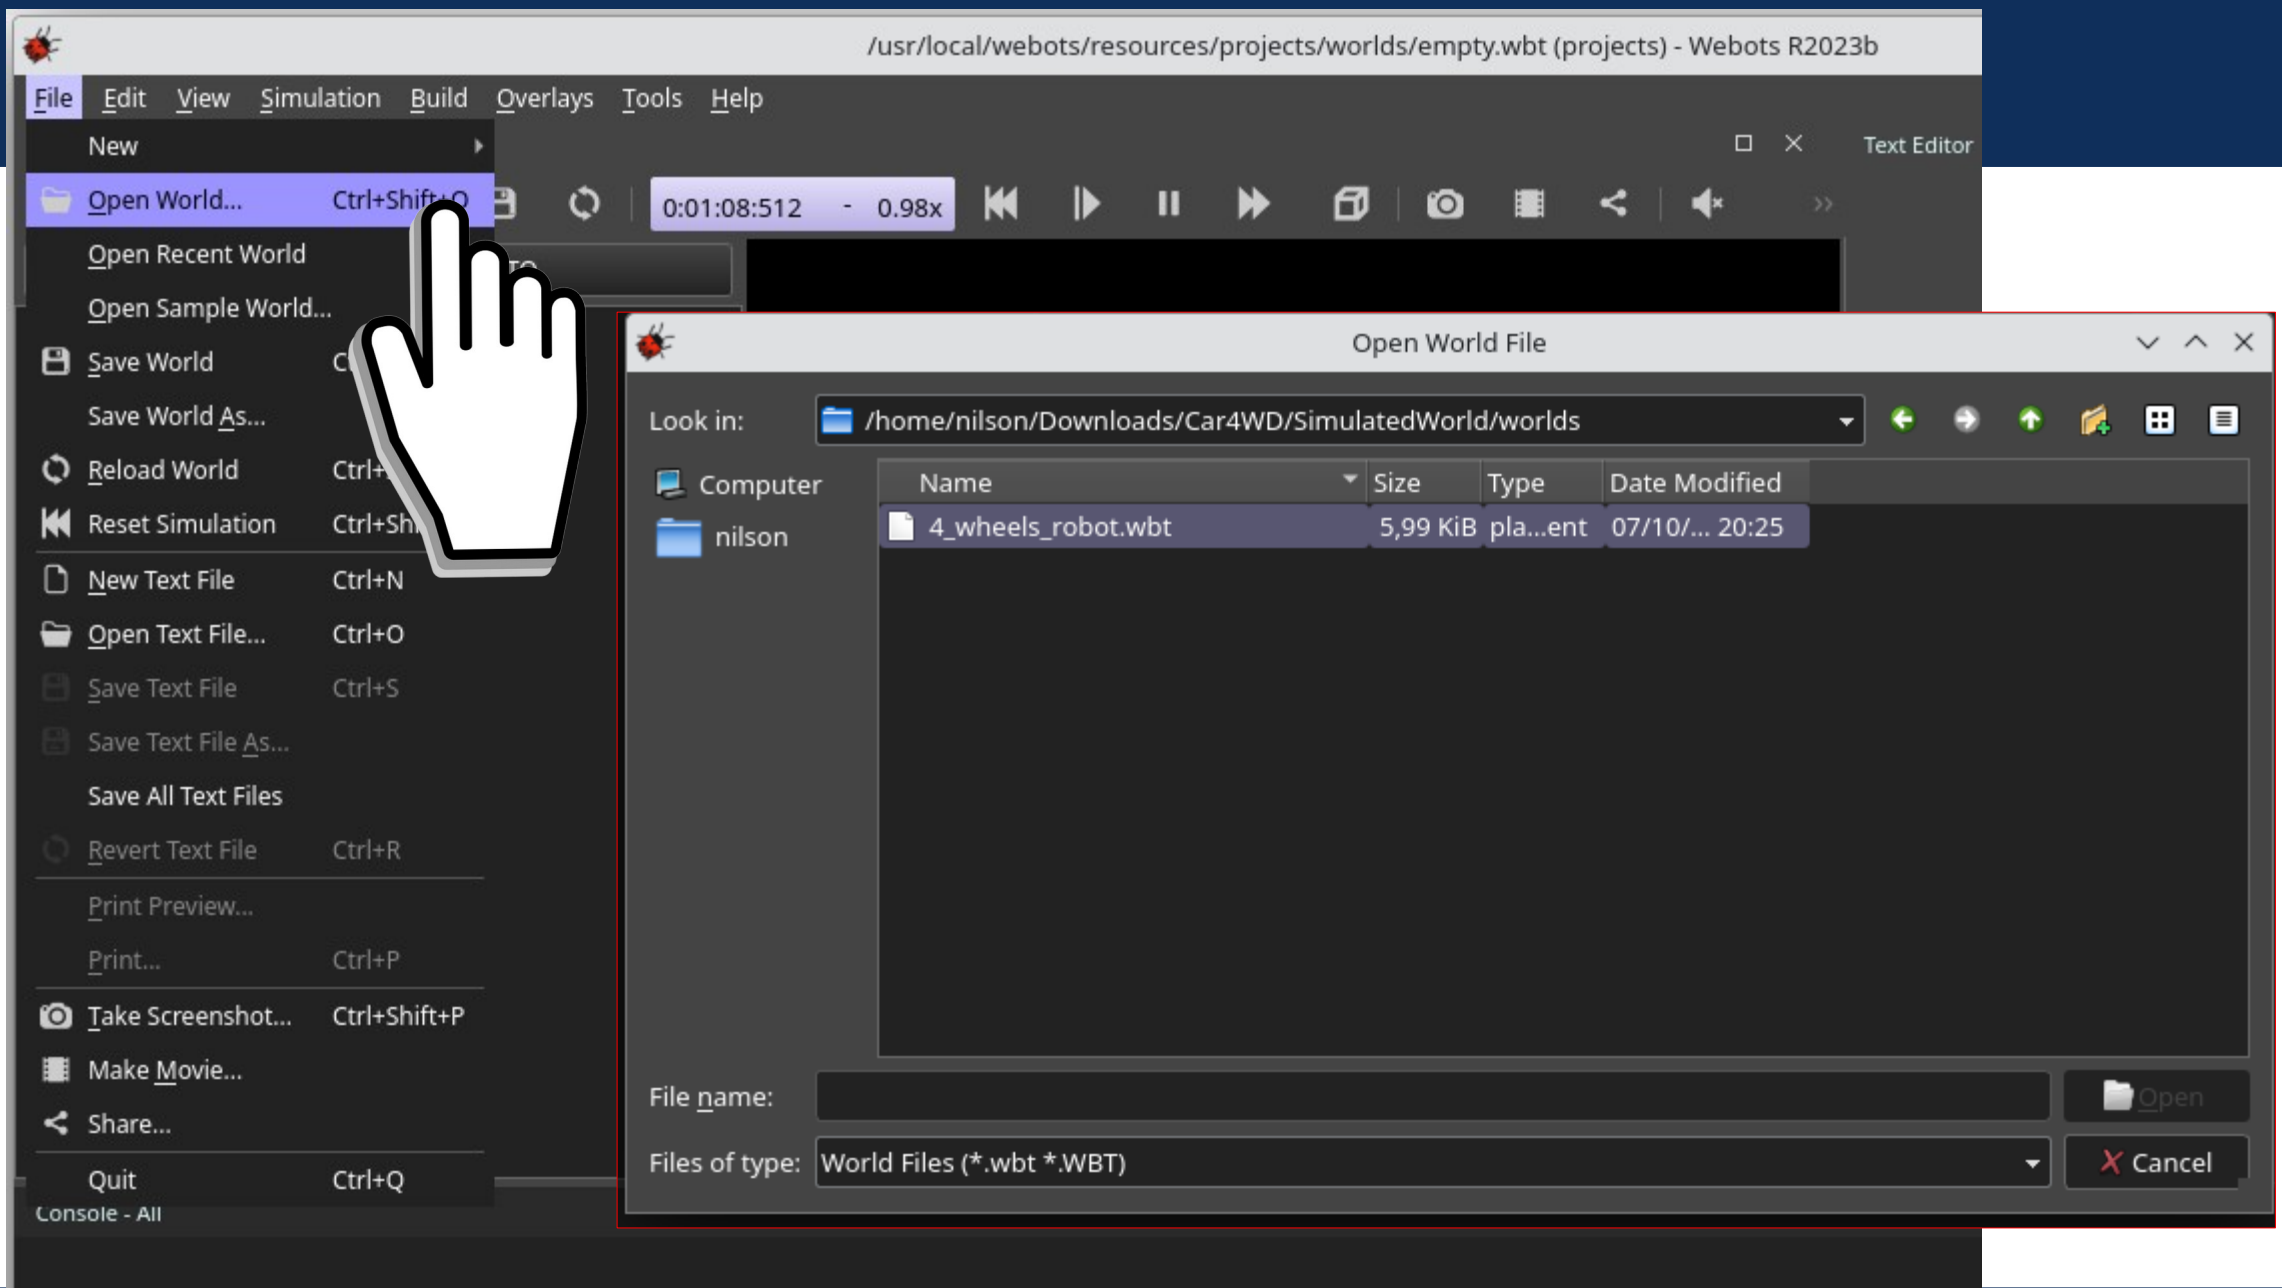 /usr/local/webots/resources/projects/worlds/empty.wbt (projects) - Webots R2023b
File Edit View Simulation Build Overlays Tools Help
New
Text Editor
Open World... Ctrl+Shift+O
0:01:08:512 - 0.98x
Open Recent World
Open Sample World...
Save World
Save World As...
Reload World Ctrl+
Reset Simulation Ctrl+Sh
New Text File Ctrl+N
Open Text File... Ctrl+O
Save Text File Ctrl+S
Save Text File As...
Save All Text Files
Revert Text File Ctrl+R
Print Preview...
Print... Ctrl+P
Take Screenshot... Ctrl+Shift+P
Make Movie...
Share...
Quit Ctrl+Q
Console - All
Open World File
Look in: /home/nilson/Downloads/Car4WD/SimulatedWorld/worlds
Computer
nilson
Name Size Type Date Modified
4_wheels_robot.wbt 5,99 KiB pla...ent 07/10/... 20:25
File name:
Open
Files of type: World Files (*.wbt *.WBT)
Cancel